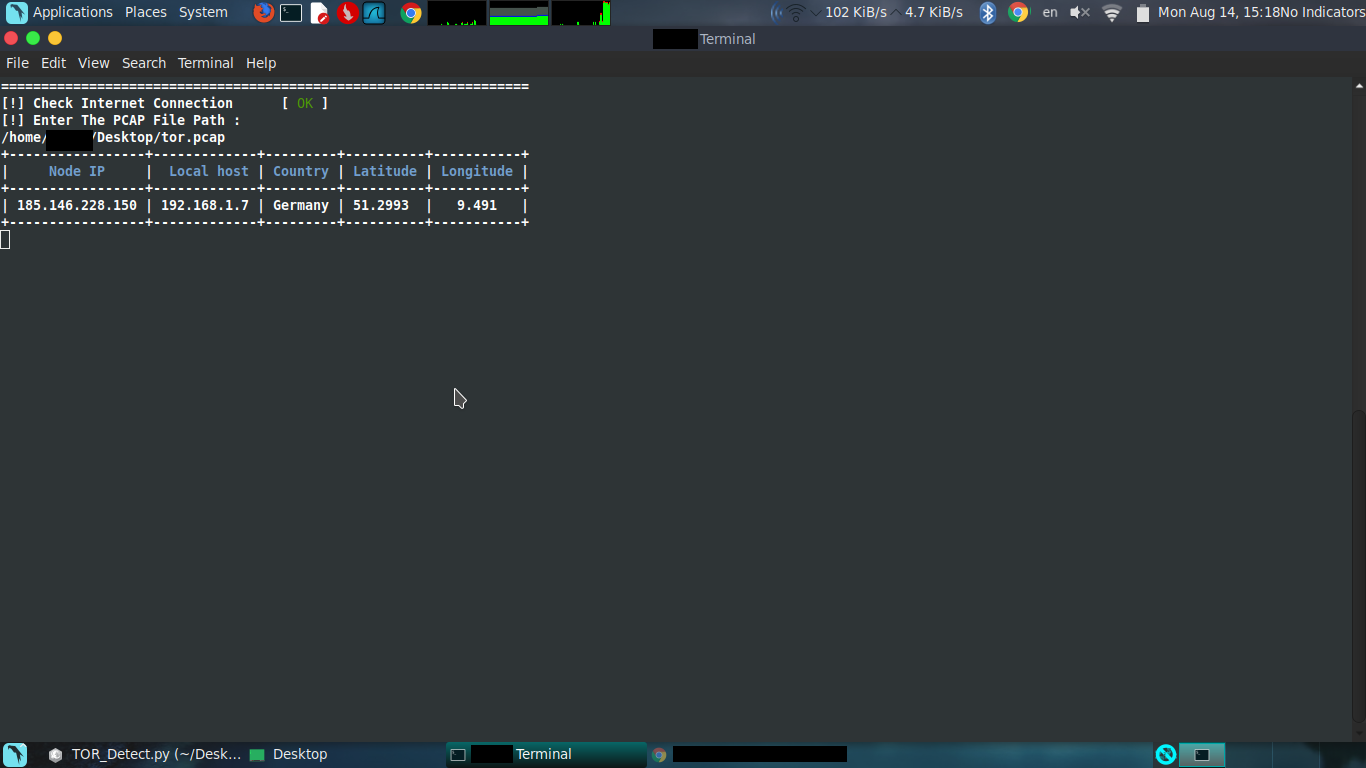 Applications Places System 102 KiB/s 4.7 KiB/s en Mon Aug 14, 15:18No Indicators
Terminal
File Edit View Search Terminal Help
==================================================================
[!] Check Internet Connection      [ OK ]
[!] Enter The PCAP File Path :
/home/ /Desktop/tor.pcap
+-----------------+-------------+---------+----------+-----------+
|     Node IP     |  Local host | Country | Latitude | Longitude |
+-----------------+-------------+---------+----------+-----------+
| 185.146.228.150 | 192.168.1.7 | Germany | 51.2993  |   9.491   |
+-----------------+-------------+---------+----------+-----------+
TOR_Detect.py (~/Desk... Desktop Terminal